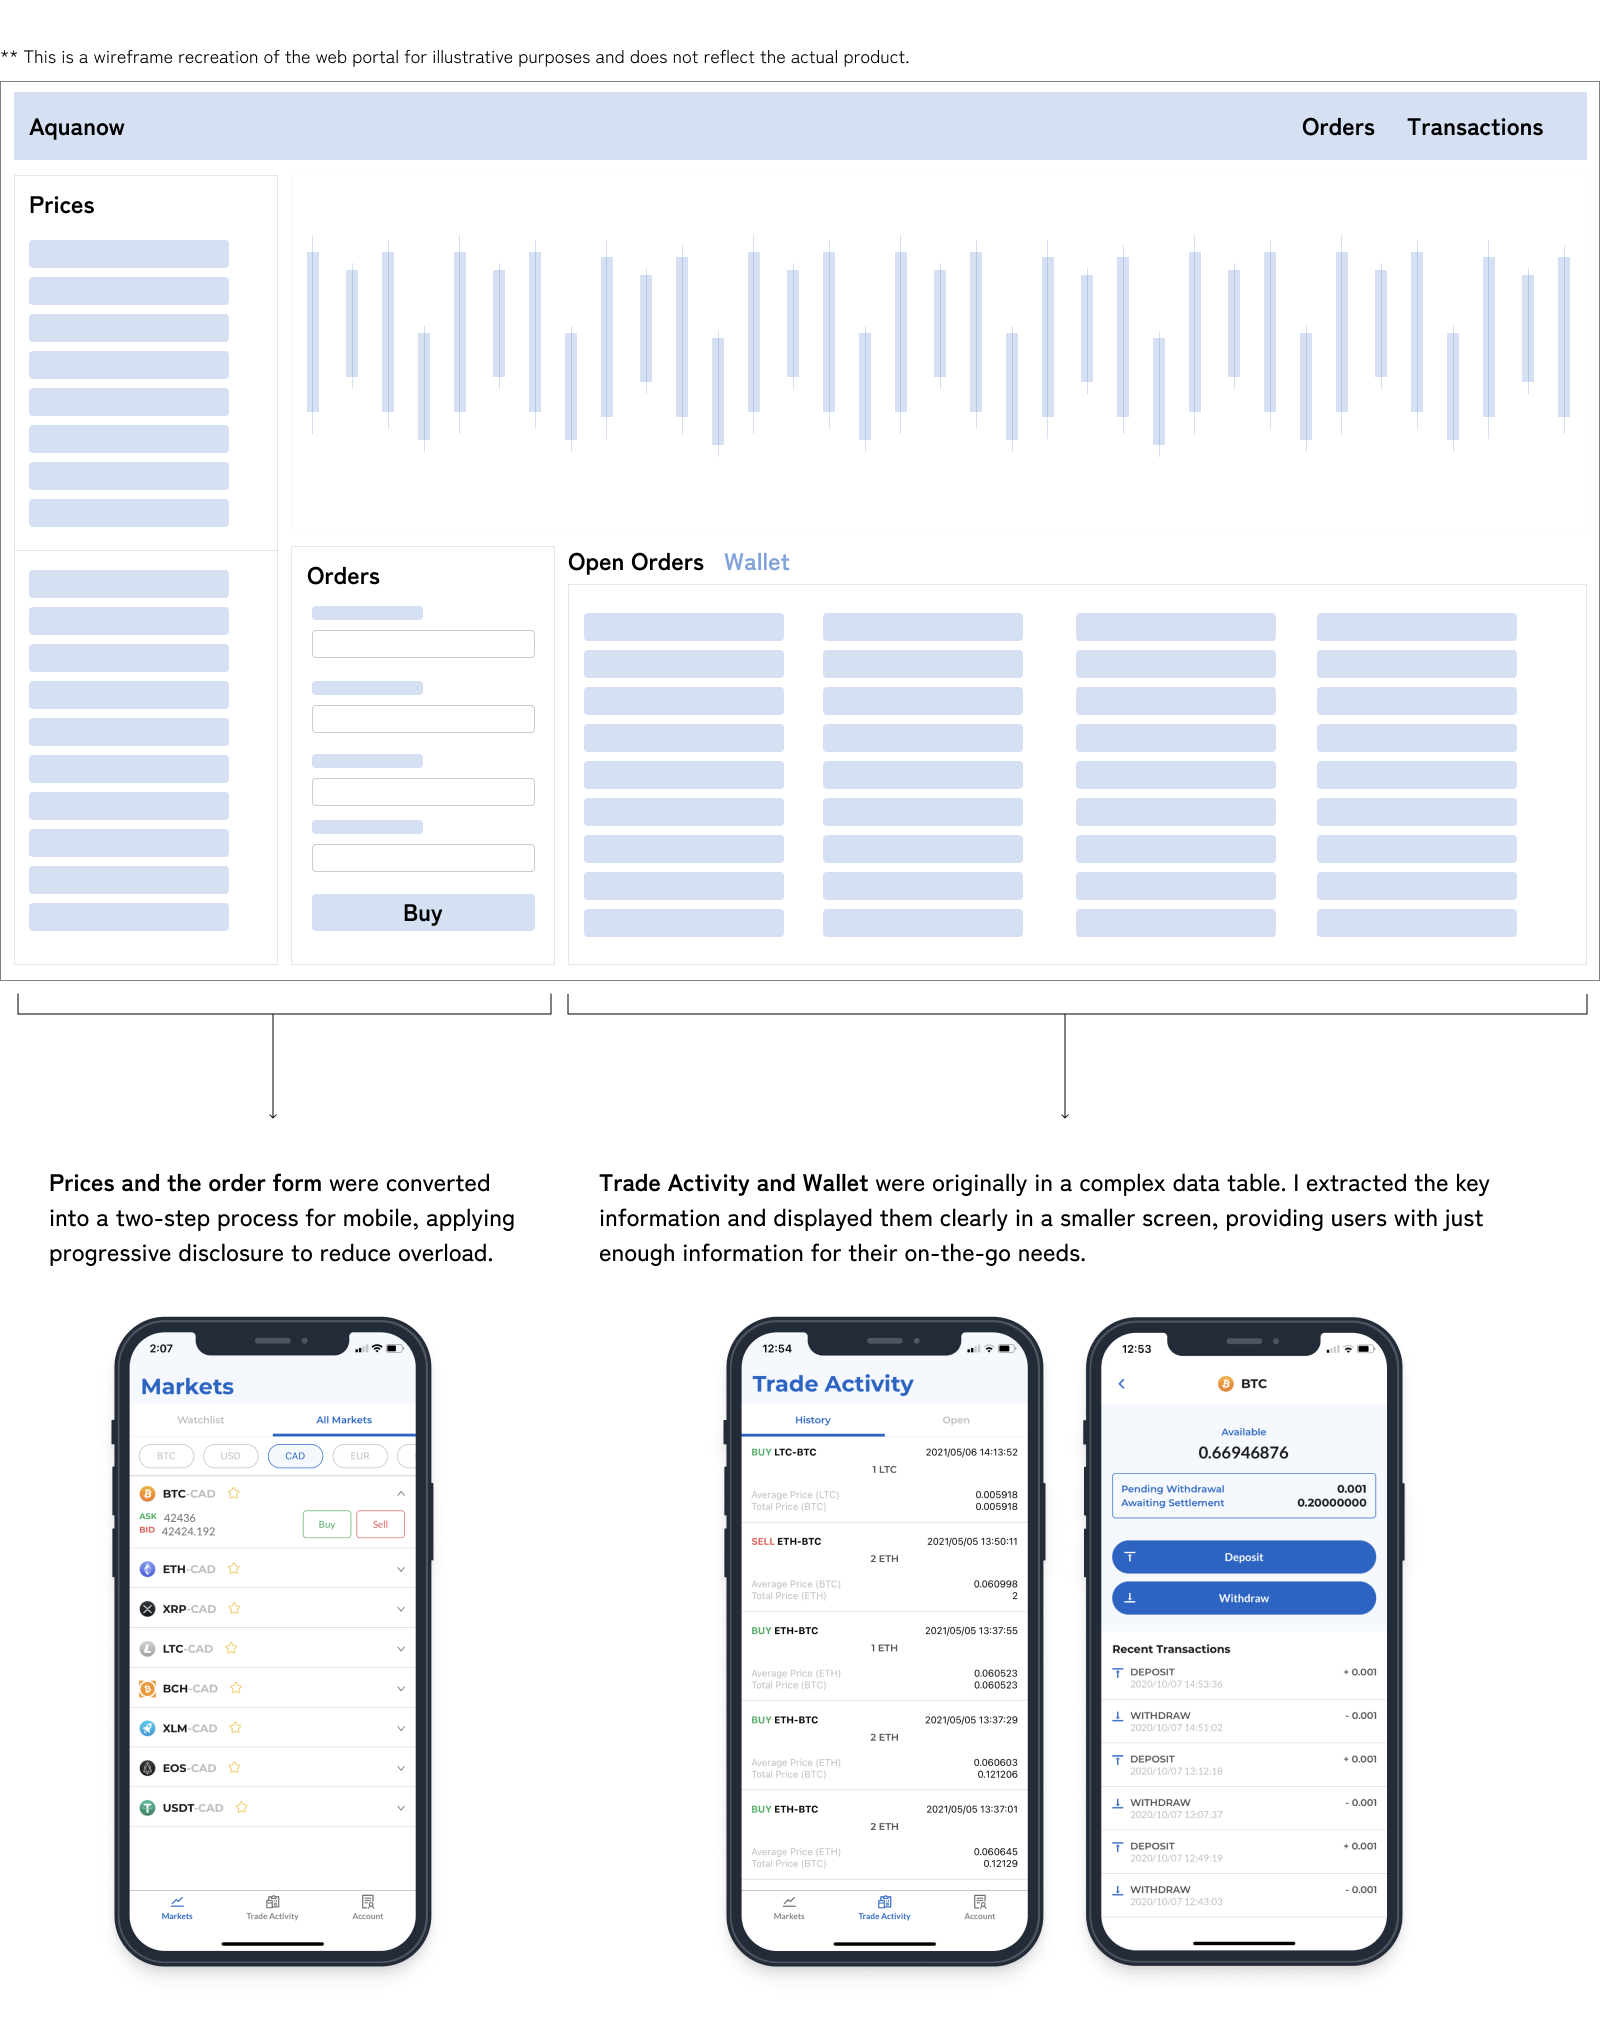 ** This is a wireframe recreation of the web portal for illustrative purposes and does not reflect the actual product.
Aquanow
Orders
Transactions
Prices
Orders
Buy
Open Orders
Wallet
Prices and the order form were converted
into a two-step process for mobile, applying
progressive disclosure to reduce overload.
Trade Activity and Wallet were originally in a complex data table. I extracted the key
information and displayed them clearly in a smaller screen, providing users with just
enough information for their on-the-go needs.
2:07
Markets
Watchlist
All Markets
BTC
USD
CAD
EUR
BTC-CAD
ASK 42436
BID 42424.192
Buy
Sell
ETH-CAD
XRP-CAD
LTC-CAD
BCH-CAD
XLM-CAD
EOS-CAD
USDT-CAD
Markets
Trade Activity
Account
12:54
Trade Activity
History
Open
BUY LTC-BTC 2021/05/06 14:13:52
1 LTC
Average Price (LTC) 0.005918
Total Price (BTC) 0.005918
SELL ETH-BTC 2021/05/05 13:50:11
2 ETH
Average Price (BTC) 0.060998
Total Price (ETH) 2
BUY ETH-BTC 2021/05/05 13:37:55
1 ETH
Average Price (ETH) 0.060523
Total Price (BTC) 0.060523
BUY ETH-BTC 2021/05/05 13:37:29
2 ETH
Average Price (ETH) 0.060603
Total Price (BTC) 0.121206
BUY ETH-BTC 2021/05/05 13:37:01
2 ETH
Average Price (ETH) 0.060645
Total Price (BTC) 0.12129
Markets
Trade Activity
Account
12:53
BTC
Available
0.66946876
Pending Withdrawal 0.001
Awaiting Settlement 0.20000000
Deposit
Withdraw
Recent Transactions
DEPOSIT + 0.001
2020/10/07 14:53:36
WITHDRAW - 0.001
2020/10/07 14:51:02
DEPOSIT + 0.001
2020/10/07 13:12:18
WITHDRAW - 0.001
2020/10/07 13:07:37
DEPOSIT + 0.001
2020/10/07 12:49:19
WITHDRAW - 0.001
2020/10/07 12:43:03